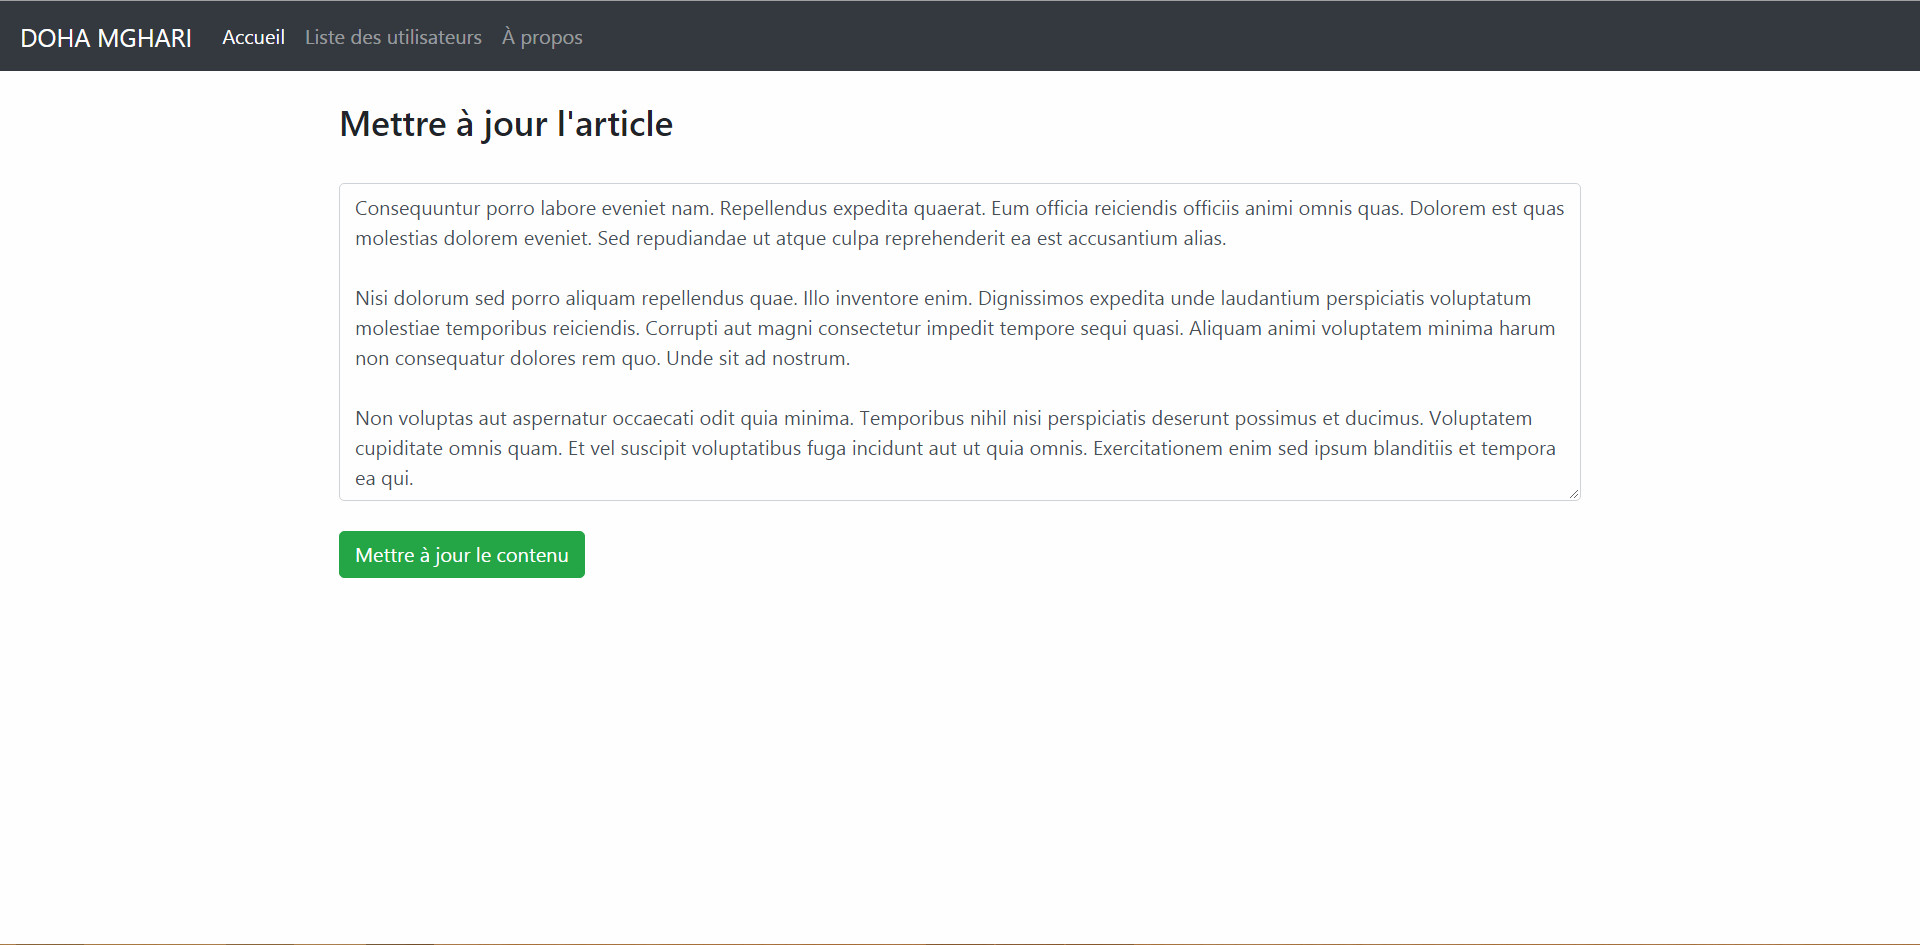 DOHA MGHARI Accueil Liste des utilisateurs À propos
Mettre à jour l'article
Consequuntur porro labore eveniet nam. Repellendus expedita quaerat. Eum officia reiciendis officiis animi omnis quas. Dolorem est quas
molestias dolorem eveniet. Sed repudiandae ut atque culpa reprehenderit ea est accusantium alias.
Nisi dolorum sed porro aliquam repellendus quae. Illo inventore enim. Dignissimos expedita unde laudantium perspiciatis voluptatum
molestiae temporibus reiciendis. Corrupti aut magni consectetur impedit tempore sequi quasi. Aliquam animi voluptatem minima harum
non consequatur dolores rem quo. Unde sit ad nostrum.
Non voluptas aut aspernatur occaecati odit quia minima. Temporibus nihil nisi perspiciatis deserunt possimus et ducimus. Voluptatem
cupiditate omnis quam. Et vel suscipit voluptatibus fuga incidunt aut ut quia omnis. Exercitationem enim sed ipsum blanditiis et tempora
ea qui.
Mettre à jour le contenu